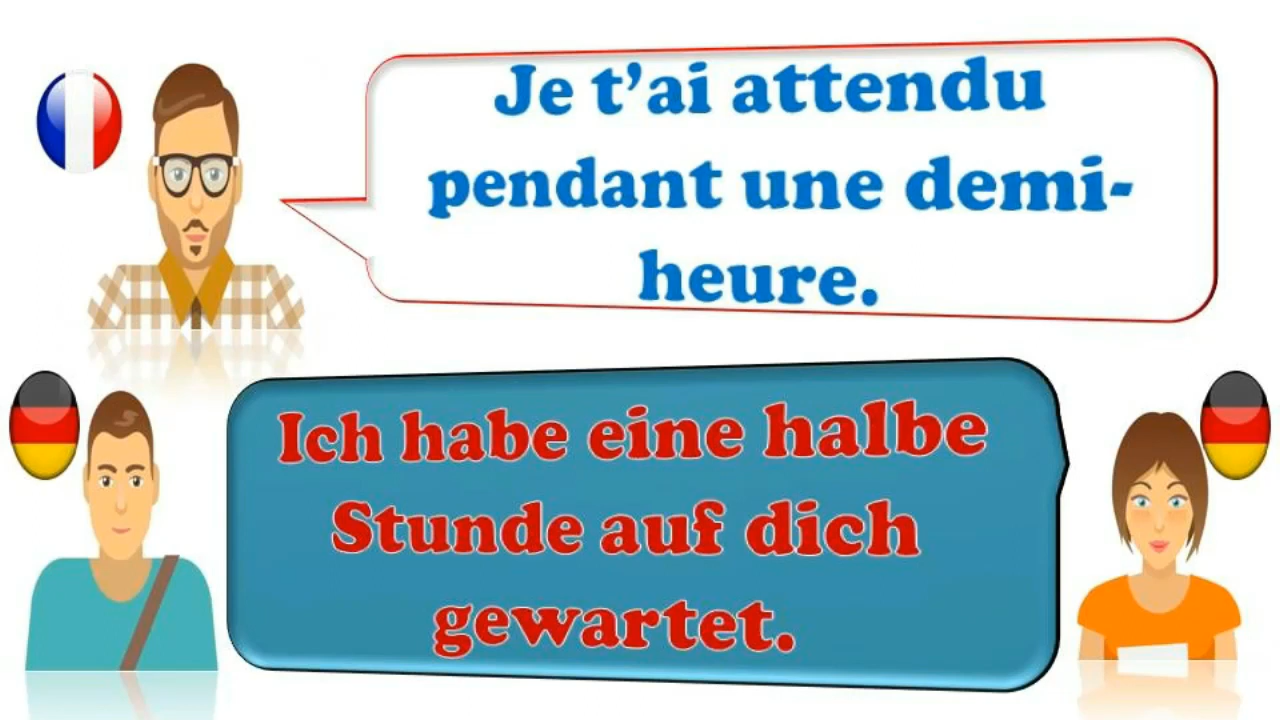 Je t’ai attendu
pendant une demi-
heure.
Ich habe eine halbe
Stunde auf dich
gewartet.